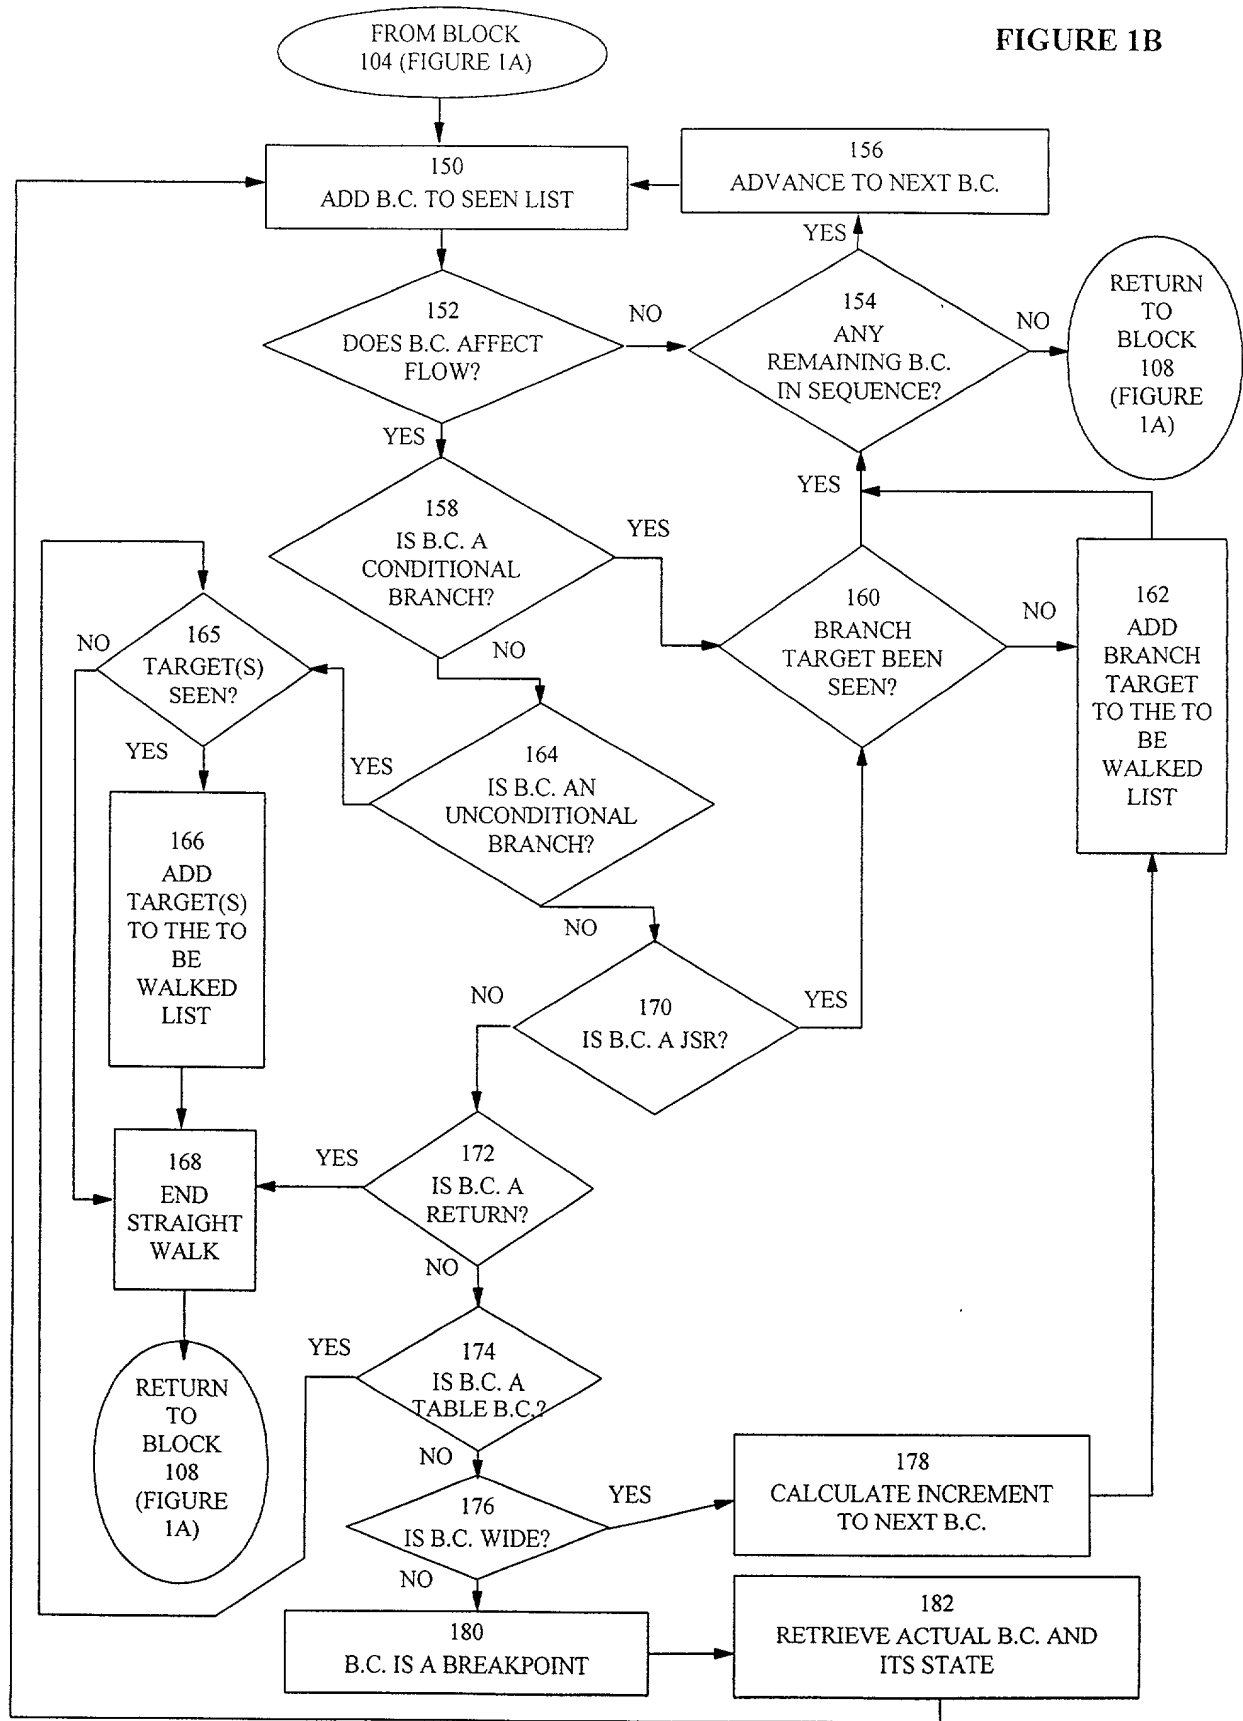 FIGURE 1B
FROM BLOCK
104 (FIGURE 1A)
150
ADD B.C. TO SEEN LIST
156
ADVANCE TO NEXT B.C.
YES
152
DOES B.C. AFFECT
FLOW?
NO
154
ANY
REMAINING B.C.
IN SEQUENCE?
NO
RETURN
TO
BLOCK
108
(FIGURE
1A)
YES
YES
158
IS B.C. A
CONDITIONAL
BRANCH?
YES
160
BRANCH
TARGET BEEN
SEEN?
NO
162
ADD
BRANCH
TARGET
TO THE TO
BE
WALKED
LIST
NO
165
TARGET(S)
SEEN?
NO
YES
164
IS B.C. AN
UNCONDITIONAL
BRANCH?
YES
166
ADD
TARGET(S)
TO THE TO
BE
WALKED
LIST
NO
170
IS B.C. A JSR?
NO
YES
168
END
STRAIGHT
WALK
YES
172
IS B.C. A
RETURN?
NO
RETURN
TO
BLOCK
108
(FIGURE
1A)
YES
174
IS B.C. A
TABLE B.C.?
NO
176
IS B.C. WIDE?
YES
178
CALCULATE INCREMENT
TO NEXT B.C.
NO
180
B.C. IS A BREAKPOINT
182
RETRIEVE ACTUAL B.C. AND
ITS STATE